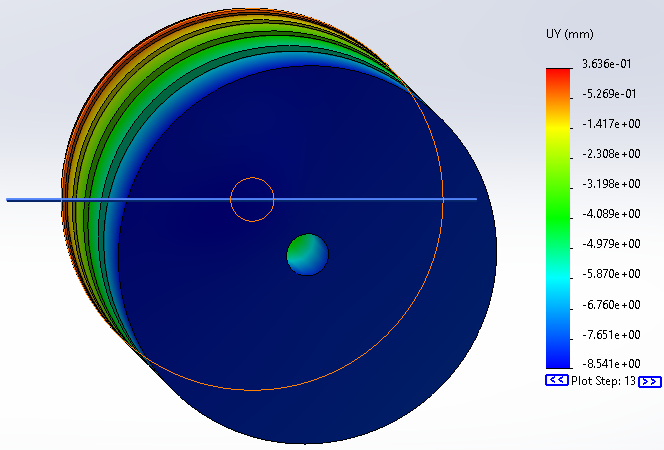 UY (mm)
3.636e-01
-5.269e-01
-1.417e+00
-2.308e+00
-3.198e+00
-4.089e+00
-4.979e+00
-5.870e+00
-6.760e+00
-7.651e+00
-8.541e+00
<< Plot Step: 13 >>